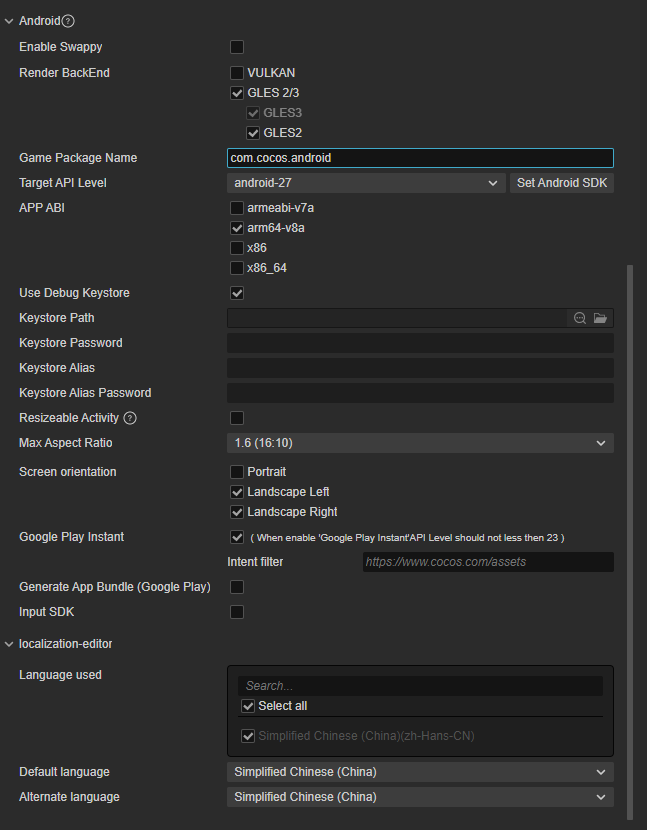 Android ?
Enable Swappy
Render BackEnd VULKAN
GLES 2/3
GLES3
GLES2
Game Package Name com.cocos.android
Target API Level android-27 Set Android SDK
APP ABI armeabi-v7a
arm64-v8a
x86
x86_64
Use Debug Keystore
Keystore Path
Keystore Password
Keystore Alias
Keystore Alias Password
Resizeable Activity ?
Max Aspect Ratio 1.6 (16:10)
Screen orientation Portrait
Landscape Left
Landscape Right
Google Play Instant ( When enable 'Google Play Instant'API Level should not less then 23 )
Intent filter https://www.cocos.com/assets
Generate App Bundle (Google Play)
Input SDK
localization-editor
Language used Search...
Select all
Simplified Chinese (China)(zh-Hans-CN)
Default language Simplified Chinese (China)
Alternate language Simplified Chinese (China)